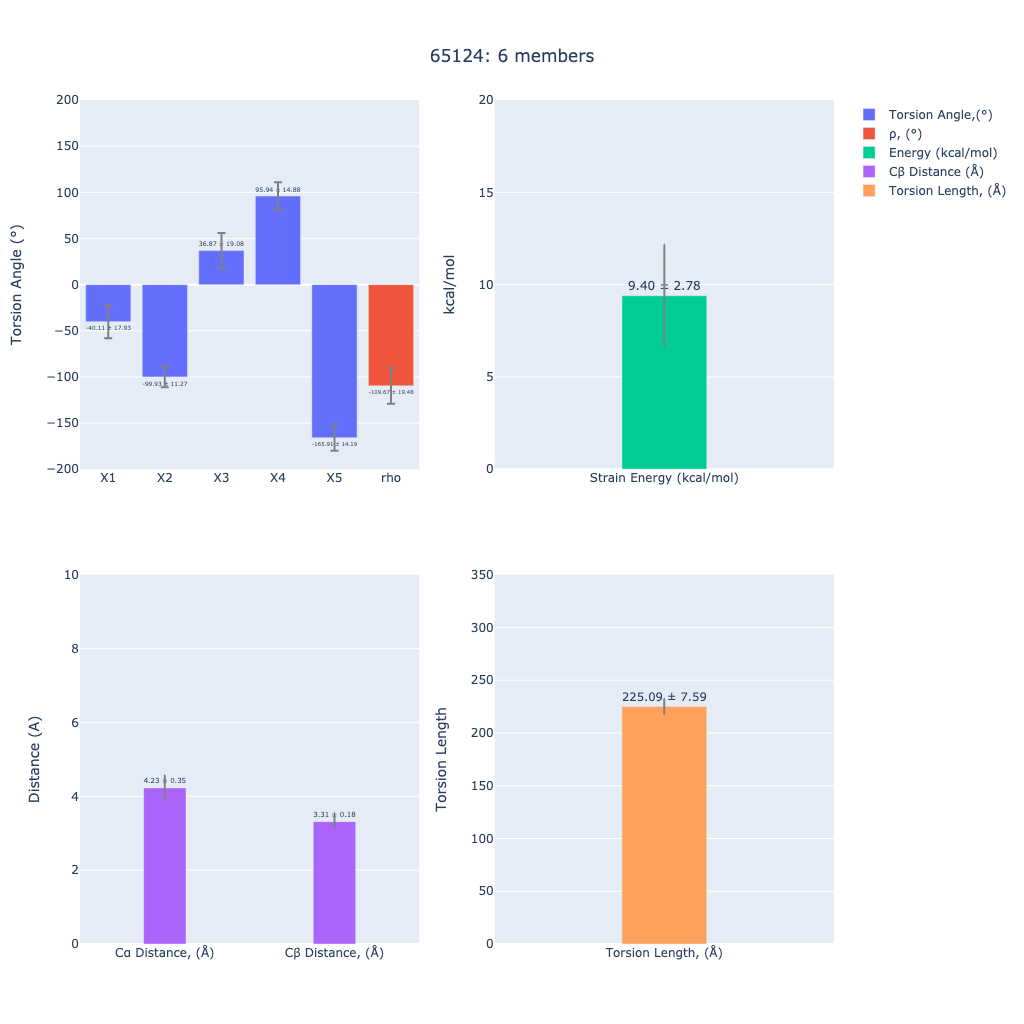 65124: 6 members
Torsion Angle (°)
200
150
100
50
0
−50
−100
−150
−200
-40.11 ± 17.93
-99.93 ± 11.27
36.87 ± 19.08
95.94 ± 14.88
-165.91 ± 14.19
-109.67 ± 19.48
X1 X2 X3 X4 X5 rho
kcal/mol
20
15
10
5
0
9.40 ± 2.78
Strain Energy (kcal/mol)
Torsion Angle,(°)
ρ, (°)
Energy (kcal/mol)
Cβ Distance (Å)
Torsion Length, (Å)
Distance (A)
10
8
6
4
2
0
4.23 ± 0.35
3.31 ± 0.18
Cα Distance, (Å) Cβ Distance, (Å)
Torsion Length
350
300
250
200
150
100
50
0
225.09 ± 7.59
Torsion Length, (Å)